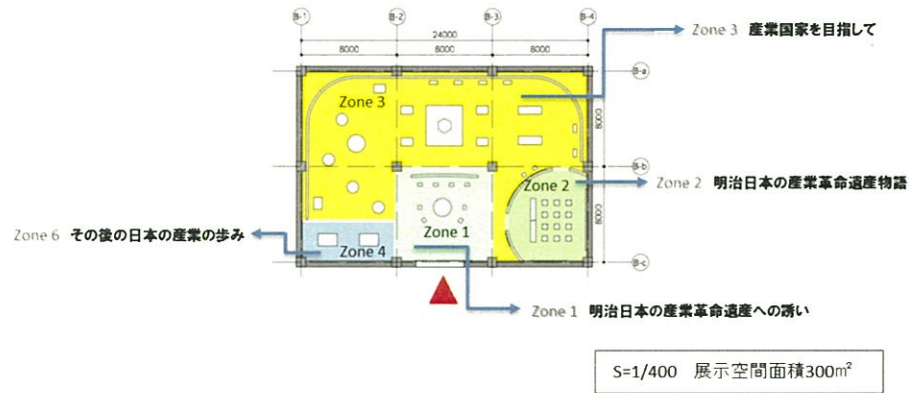 B-1 B-2 B-3 B-4
24000
8000 8000 8000
Zone 3 産業国家を目指して
B-a
Zone 3
8000
B-b
Zone 2
Zone 2 明治日本の産業革命遺産物語
8000
Zone 1
Zone 6 その後の日本の産業の歩み
Zone 4
B-c
Zone 1 明治日本の産業革命遺産への誘い
S=1/400 展示空間面積300㎡